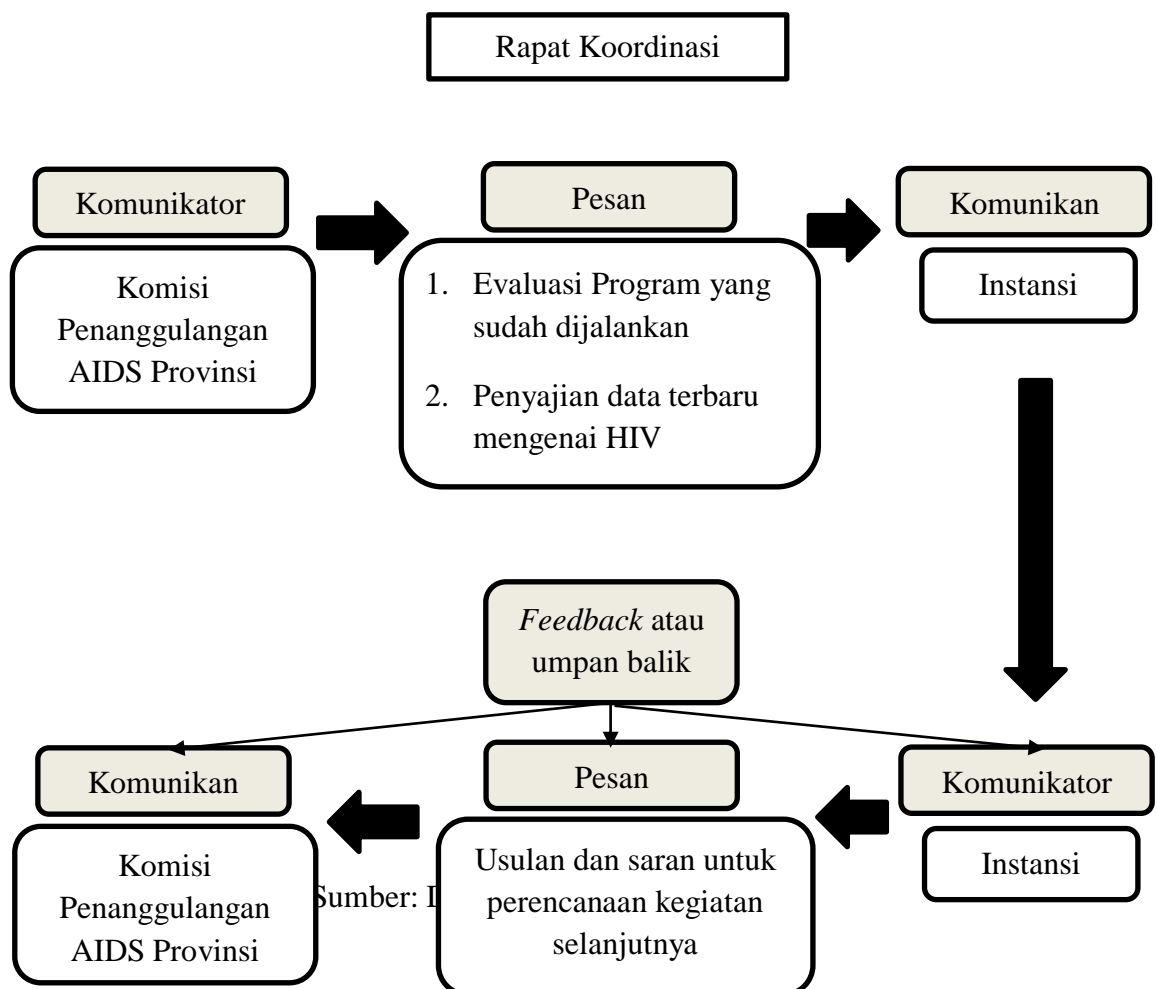 Rapat Koordinasi
Komunikator
Komisi
Penanggulangan
AIDS Provinsi
Pesan
1. Evaluasi Program yang
sudah dijalankan
2. Penyajian data terbaru
mengenai HIV
Komunikan
Instansi
Feedback atau
umpan balik
Komunikan
Komisi
Penanggulangan
AIDS Provinsi
Sumber:
Pesan
Usulan dan saran untuk
perencanaan kegiatan
selanjutnya
Komunikator
Instansi